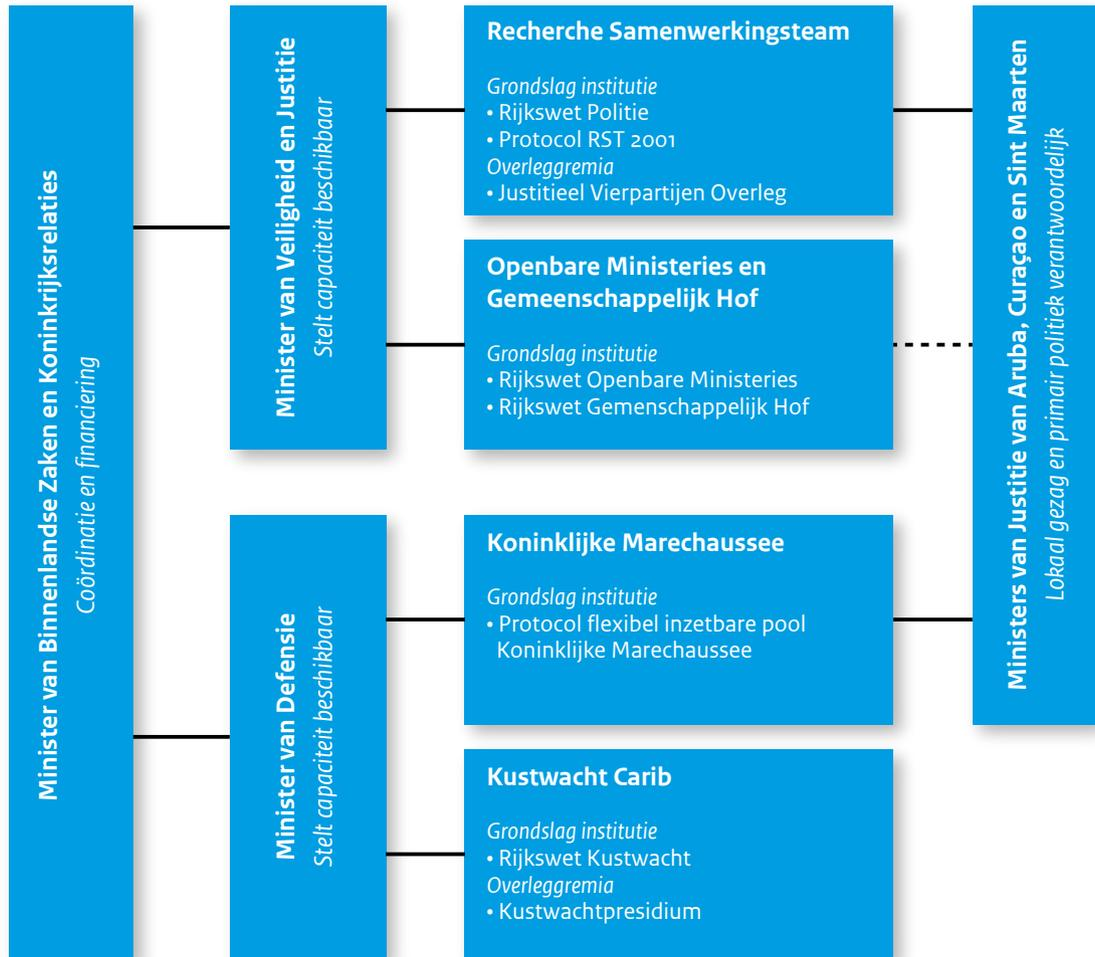 Minister van Binnenlandse Zaken en Koninkrijksrelaties
Coördinatie en financiering
Minister van Veiligheid en Justitie
Stelt capaciteit beschikbaar
Recherche Samenwerkingsteam
Grondslag institutie
• Rijkswet Politie
• Protocol RST 2001
Overleggremia
• Justitieel Vierpartijen Overleg
Openbare Ministeries en
Gemeenschappelijk Hof
Grondslag institutie
• Rijkswet Openbare Ministeries
• Rijkswet Gemenschappelijk Hof
Minister van Defensie
Stelt capaciteit beschikbaar
Koninklijke Marechaussee
Grondslag institutie
• Protocol flexibel inzetbare pool
Koninklijke Marechaussee
Kustwacht Carib
Grondslag institutie
• Rijkswet Kustwacht
Overleggremia
• Kustwachtpresidium
Ministers van Justitie van Aruba, Curaçao en Sint Maarten
Lokaal gezag en primair politiek verantwoordelijk